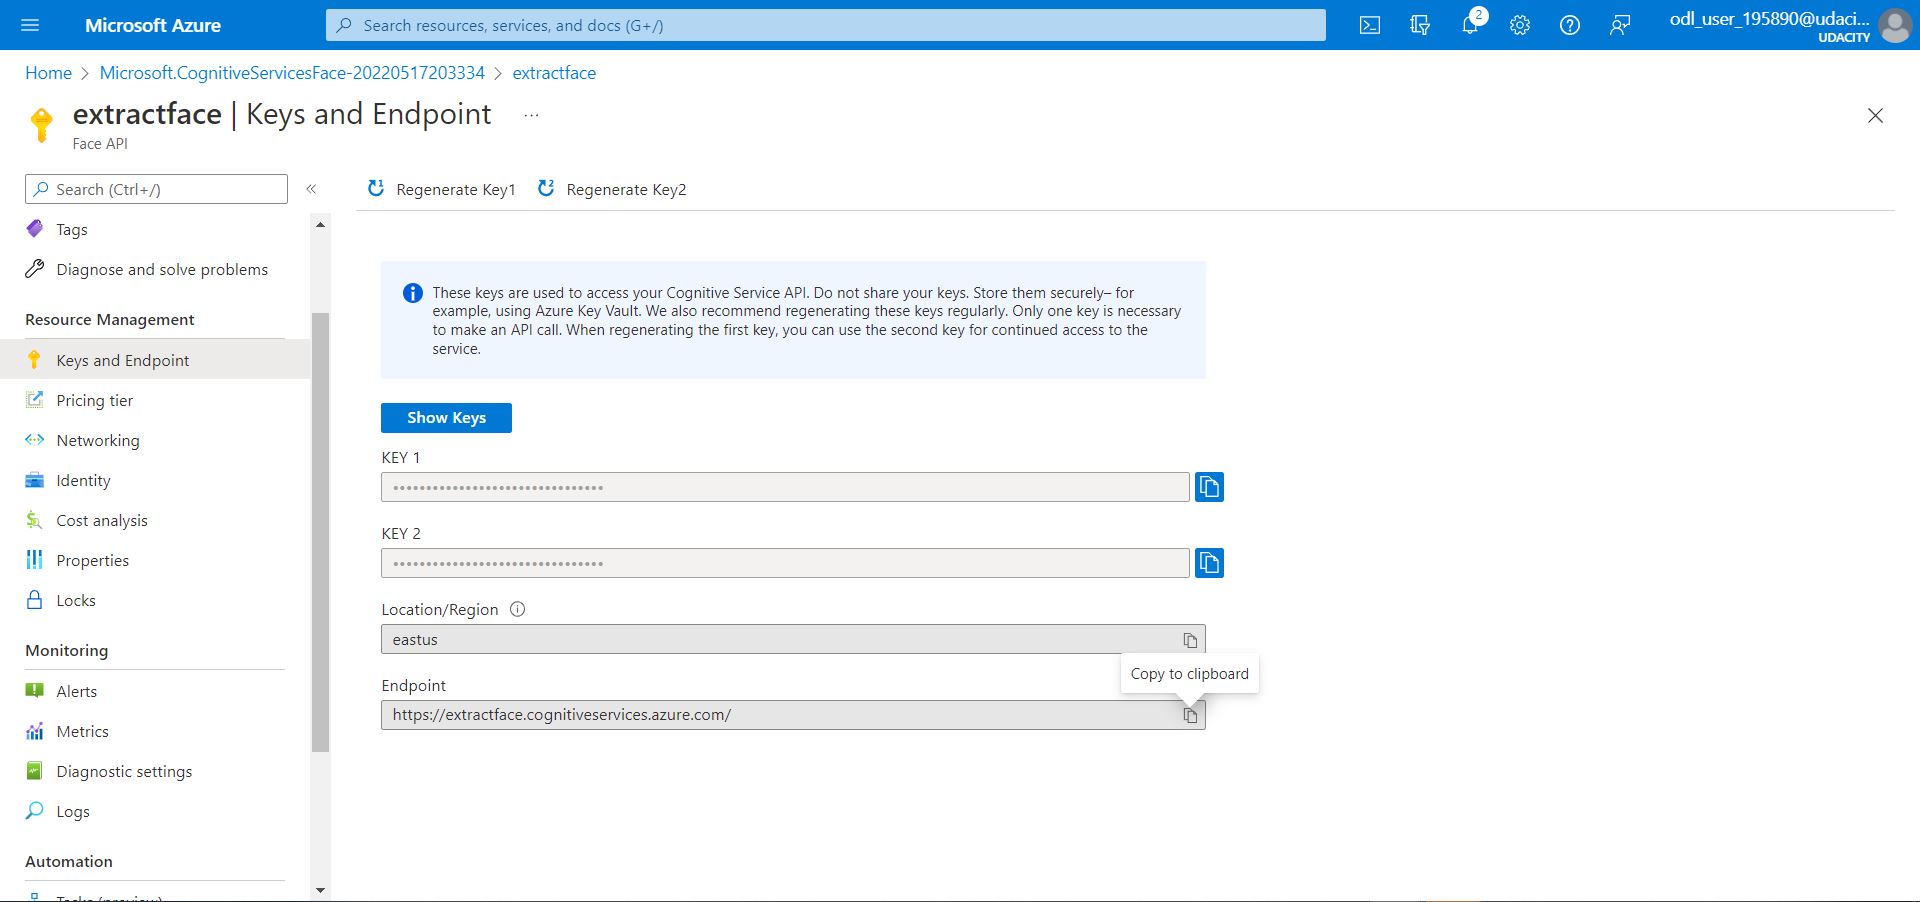 Microsoft Azure
Search resources, services, and docs (G+/)
2
odl_user_195890@udaci...
UDACITY
Home > Microsoft.CognitiveServicesFace-20220517203334 > extractface
extractface | Keys and Endpoint ...
Face API
Search (Ctrl+/)
«
Regenerate Key1
Regenerate Key2
Tags
Diagnose and solve problems
Resource Management
Keys and Endpoint
Pricing tier
Networking
Identity
Cost analysis
Properties
Locks
Monitoring
Alerts
Metrics
Diagnostic settings
Logs
Automation
Tasks (preview)
These keys are used to access your Cognitive Service API. Do not share your keys. Store them securely– for
example, using Azure Key Vault. We also recommend regenerating these keys regularly. Only one key is necessary
to make an API call. When regenerating the first key, you can use the second key for continued access to the
service.
Show Keys
KEY 1
••••••••••••••••••••••••••••••••
KEY 2
••••••••••••••••••••••••••••••••
Location/Region
eastus
Copy to clipboard
Endpoint
https://extractface.cognitiveservices.azure.com/